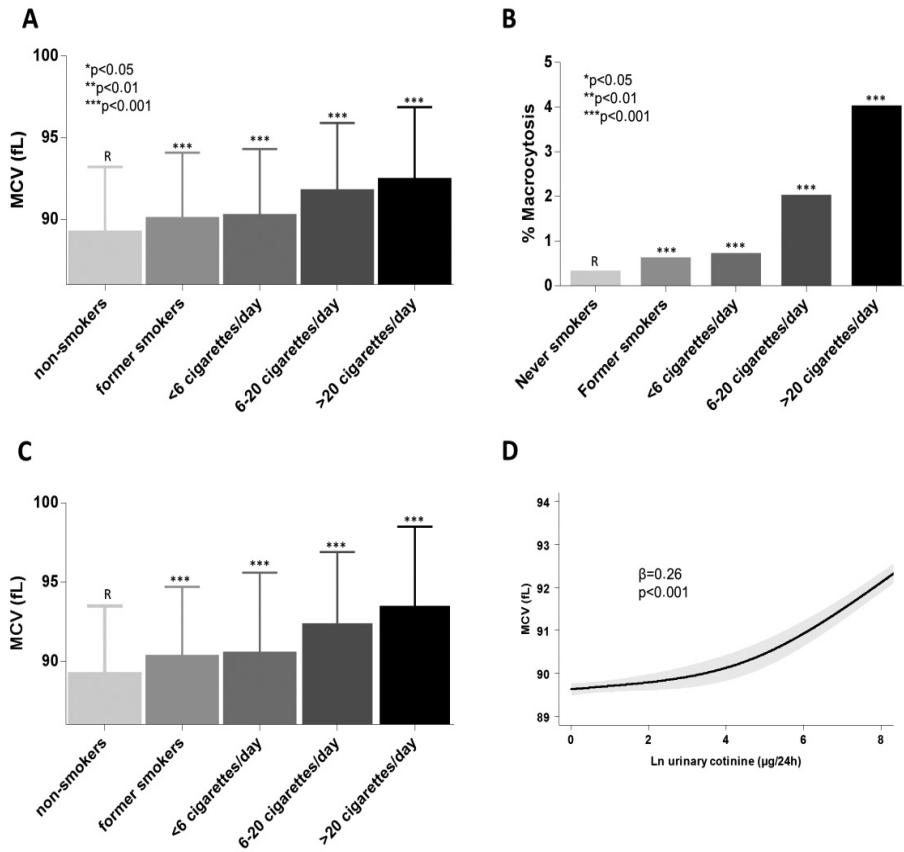 A
MCV (fL)
100
95
90
*p<0.05
**p<0.01
***p<0.001
R
***
***
***
***
non-smokers
former smokers
<6 cigarettes/day
6-20 cigarettes/day
>20 cigarettes/day
B
% Macrocytosis
5
4
3
2
1
0
*p<0.05
**p<0.01
***p<0.001
R
***
***
***
***
Never smokers
Former smokers
<6 cigarettes/day
6-20 cigarettes/day
>20 cigarettes/day
C
MCV (fL)
100
95
90
R
***
***
***
***
non-smokers
former smokers
<6 cigarettes/day
6-20 cigarettes/day
>20 cigarettes/day
D
MCV (fL)
94
93
92
91
90
89
β=0.26
p<0.001
0 2 4 6 8
Ln urinary cotinine (µg/24h)